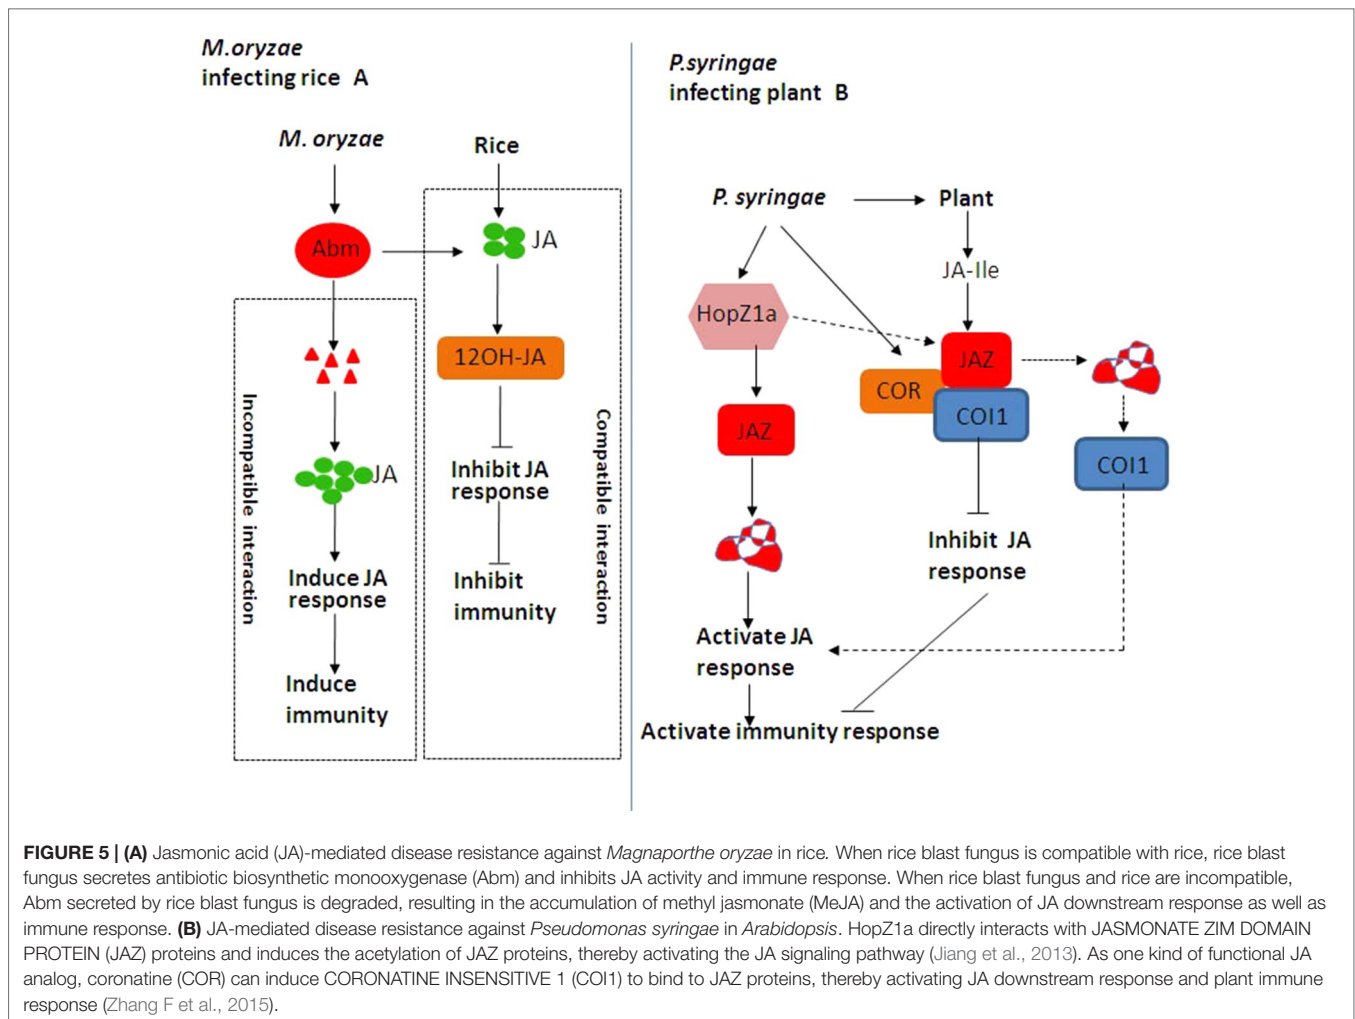 M.oryzae
infecting rice A
M. oryzae
Rice
Abm
JA
12OH-JA
JA
Incompatible interaction
Compatible interaction
Inhibit JA
response
Induce JA
response
Inhibit
immunity
Induce
immunity
P.syringae
infecting plant B
P. syringae
Plant
JA-Ile
HopZ1a
JAZ
COR
COI1
JAZ
COI1
Inhibit JA
response
Activate JA
response
Activate immunity response
FIGURE 5 | (A) Jasmonic acid (JA)-mediated disease resistance against Magnaporthe oryzae in rice. When rice blast fungus is compatible with rice, rice blast
fungus secretes antibiotic biosynthetic monooxygenase (Abm) and inhibits JA activity and immune response. When rice blast fungus and rice are incompatible,
Abm secreted by rice blast fungus is degraded, resulting in the accumulation of methyl jasmonate (MeJA) and the activation of JA downstream response as well as
immune response. (B) JA-mediated disease resistance against Pseudomonas syringae in Arabidopsis. HopZ1a directly interacts with JASMONATE ZIM DOMAIN
PROTEIN (JAZ) proteins and induces the acetylation of JAZ proteins, thereby activating the JA signaling pathway (Jiang et al., 2013). As one kind of functional JA
analog, coronatine (COR) can induce CORONATINE INSENSITIVE 1 (COI1) to bind to JAZ proteins, thereby activating JA downstream response and plant immune
response (Zhang F et al., 2015).